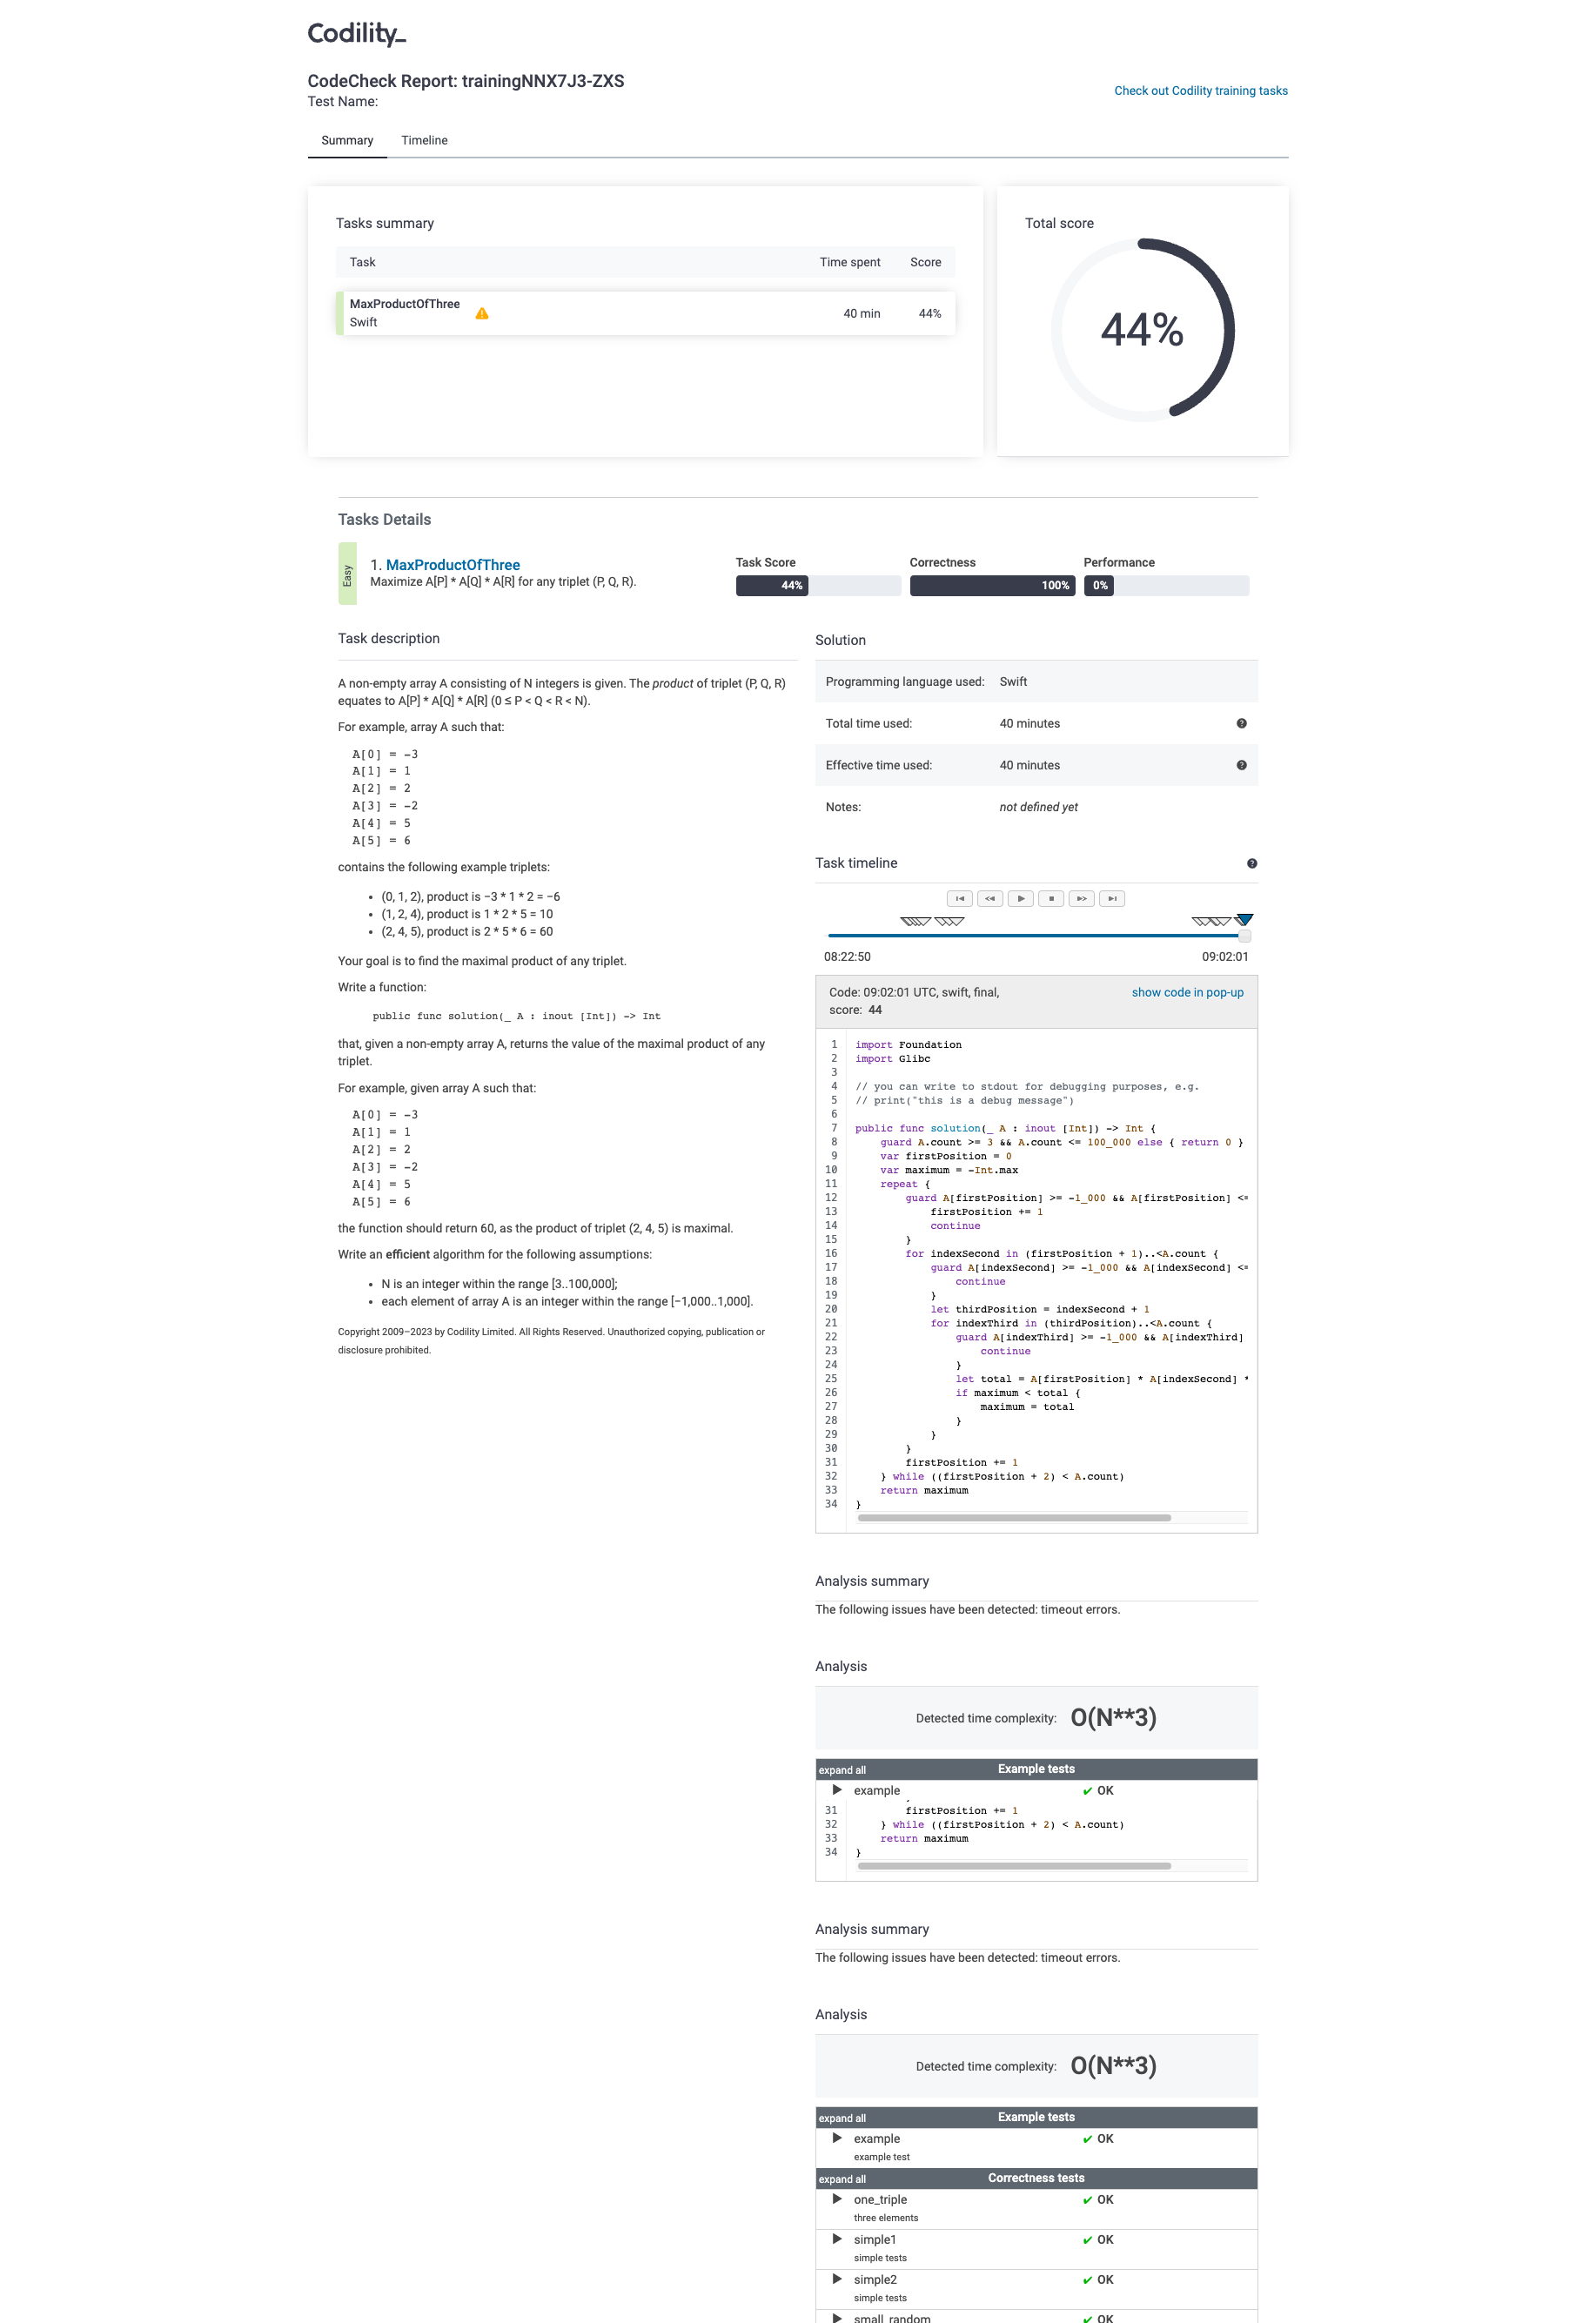 Codility_
CodeCheck Report: trainingNNX7J3-ZXS
Test Name:
Check out Codility training tasks
Summary Timeline
Tasks summary
Task Time spent Score
MaxProductOfThree
Swift
40 min 44%
Total score
44%
Tasks Details
Easy
1. MaxProductOfThree
Maximize A[P] * A[Q] * A[R] for any triplet (P, Q, R).
Task Score Correctness Performance
44% 100% 0%
Task description
A non-empty array A consisting of N integers is given. The product of triplet (P, Q, R)
equates to A[P] * A[Q] * A[R] (0 ≤ P < Q < R < N).
For example, array A such that:
A[0] = -3
A[1] = 1
A[2] = 2
A[3] = -2
A[4] = 5
A[5] = 6
contains the following example triplets:
• (0, 1, 2), product is −3 * 1 * 2 = −6
• (1, 2, 4), product is 1 * 2 * 5 = 10
• (2, 4, 5), product is 2 * 5 * 6 = 60
Your goal is to find the maximal product of any triplet.
Write a function:
public func solution(_ A : inout [Int]) -> Int
that, given a non-empty array A, returns the value of the maximal product of any
triplet.
For example, given array A such that:
A[0] = -3
A[1] = 1
A[2] = 2
A[3] = -2
A[4] = 5
A[5] = 6
the function should return 60, as the product of triplet (2, 4, 5) is maximal.
Write an efficient algorithm for the following assumptions:
• N is an integer within the range [3..100,000];
• each element of array A is an integer within the range [−1,000..1,000].
Copyright 2009–2023 by Codility Limited. All Rights Reserved. Unauthorized copying, publication or
disclosure prohibited.
Solution
Programming language used: Swift
Total time used: 40 minutes
Effective time used: 40 minutes
Notes: not defined yet
Task timeline
08:22:50 09:02:01
Code: 09:02:01 UTC, swift, final,
score: 44
show code in pop-up
1 import Foundation
2 import Glibc
3
4 // you can write to stdout for debugging purposes, e.g.
5 // print("this is a debug message")
6
7 public func solution(_ A : inout [Int]) -> Int {
8 guard A.count >= 3 && A.count <= 100_000 else { return 0 }
9 var firstPosition = 0
10 var maximum = -Int.max
11 repeat {
12 guard A[firstPosition] >= -1_000 && A[firstPosition] <=
13 firstPosition += 1
14 continue
15 }
16 for indexSecond in (firstPosition + 1)..<A.count {
17 guard A[indexSecond] >= -1_000 && A[indexSecond] <=
18 continue
19 }
20 let thirdPosition = indexSecond + 1
21 for indexThird in (thirdPosition)..<A.count {
22 guard A[indexThird] >= -1_000 && A[indexThird]
23 continue
24 }
25 let total = A[firstPosition] * A[indexSecond] *
26 if maximum < total {
27 maximum = total
28 }
29 }
30 }
31 firstPosition += 1
32 } while ((firstPosition + 2) < A.count)
33 return maximum
34 }
Analysis summary
The following issues have been detected: timeout errors.
Analysis
Detected time complexity: O(N**3)
expand all Example tests
example ✔ OK
31 firstPosition += 1
32 } while ((firstPosition + 2) < A.count)
33 return maximum
34 }
Analysis summary
The following issues have been detected: timeout errors.
Analysis
Detected time complexity: O(N**3)
expand all Example tests
example ✔ OK
example test
expand all Correctness tests
one_triple ✔ OK
three elements
simple1 ✔ OK
simple tests
simple2 ✔ OK
simple tests
small_random ✔ OK